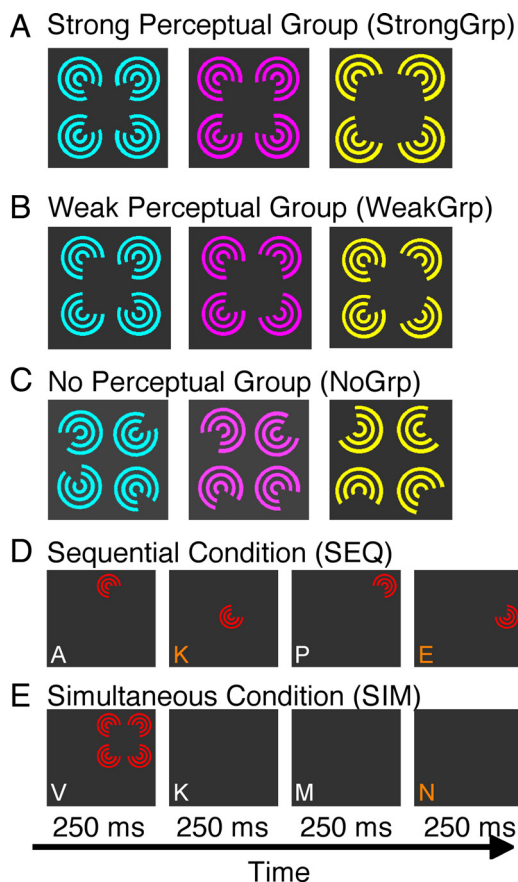 A Strong Perceptual Group (StrongGrp)
B Weak Perceptual Group (WeakGrp)
C No Perceptual Group (NoGrp)
D Sequential Condition (SEQ)
A K P E
E Simultaneous Condition (SIM)
V K M N
250 ms 250 ms 250 ms 250 ms
Time